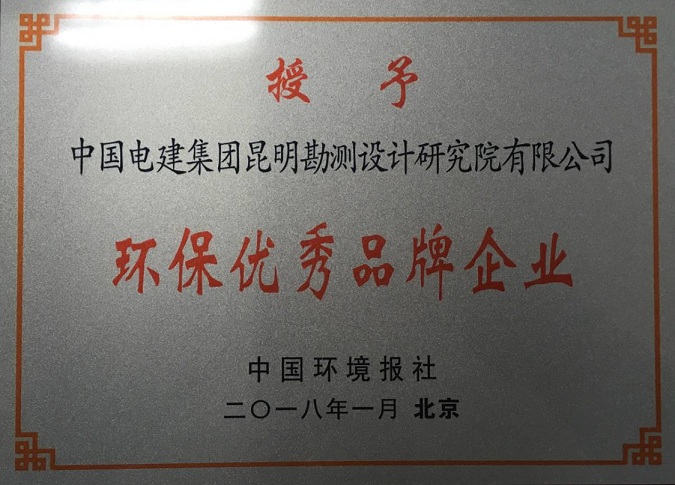 授 予
中国电建集团昆明勘测设计研究院有限公司
环保优秀品牌企业
中国环境报社
二〇一八年一月 北京